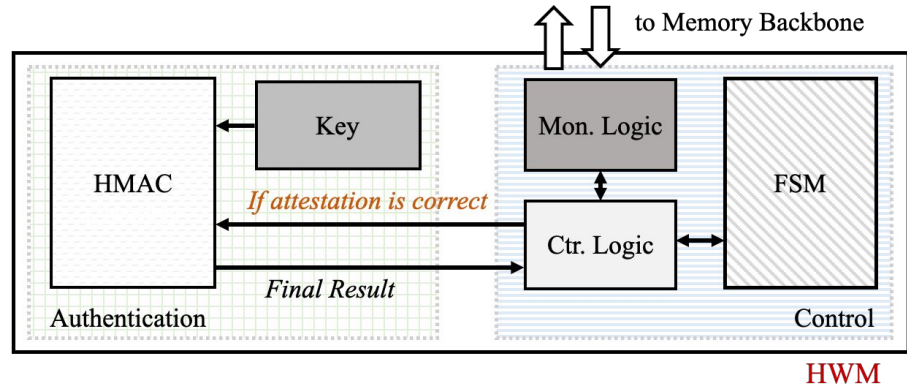 to Memory Backbone
Key
Mon. Logic
HMAC
FSM
If attestation is correct
Ctr. Logic
Final Result
Authentication
Control
HWM